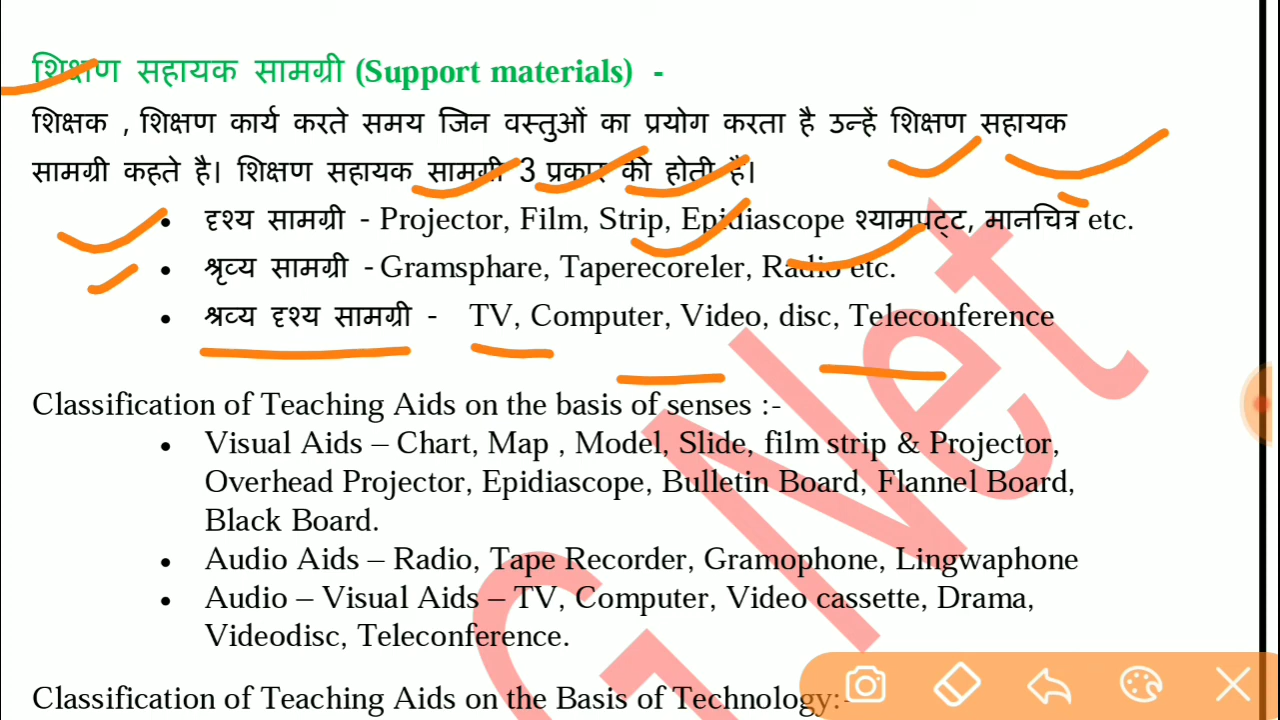 शिक्षण सहायक सामग्री (Support materials) -
शिक्षक , शिक्षण कार्य करते समय जिन वस्तुओं का प्रयोग करता है उन्हें शिक्षण सहायक
सामग्री कहते है। शिक्षण सहायक सामग्री 3 प्रकार की होती है।
• दृश्य सामग्री - Projector, Film, Strip, Epidiascope श्यामपट्ट, मानचित्र etc.
• श्रृव्य सामग्री - Gramsphare, Taperecoreler, Radio etc.
• श्रव्य दृश्य सामग्री - TV, Computer, Video, disc, Teleconference
Classification of Teaching Aids on the basis of senses :-
• Visual Aids – Chart, Map , Model, Slide, film strip & Projector,
Overhead Projector, Epidiascope, Bulletin Board, Flannel Board,
Black Board.
• Audio Aids – Radio, Tape Recorder, Gramophone, Lingwaphone
• Audio – Visual Aids – TV, Computer, Video cassette, Drama,
Videodisc, Teleconference.
Classification of Teaching Aids on the Basis of Technology:-
G Net